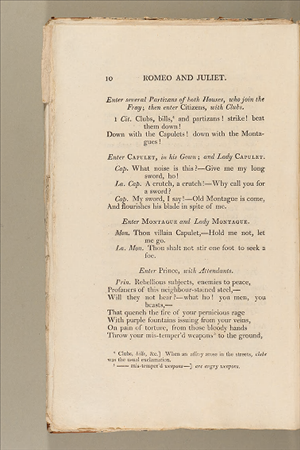 10 ROMEO AND JULIET.
Enter several Partizans of both Houses, who join the
Fray; then enter Citizens, with Clubs.
1 Cit. Clubs, bills,⁸ and partizans! strike! beat
them down!
Down with the Capulets! down with the Monta-
gues!
Enter CAPULET, in his Gown; and Lady CAPULET.
Cap. What noise is this?—Give me my long
sword, ho!
La. Cap. A crutch, a crutch!—Why call you for
a sword?
Cap. My sword, I say!—Old Montague is come,
And flourishes his blade in spite of me.
Enter MONTAGUE and Lady MONTAGUE.
Mon. Thou villain Capulet,—Hold me not, let
me go.
La. Mon. Thou shalt not stir one foot to seek a
foe.
Enter Prince, with Attendants.
Prin. Rebellious subjects, enemies to peace,
Profaners of this neighbour-stained steel,—
Will they not hear?—what ho! you men, you
beasts,—
That quench the fire of your pernicious rage
With purple fountains issuing from your veins,
On pain of torture, from those bloody hands
Throw your mis-temper'd weapons⁹ to the ground,
⁸ Clubs, bills, &c.] When an affray arose in the streets, clubs
was the usual exclamation.
⁹ —— mis-temper'd weapons—] are angry weapons.